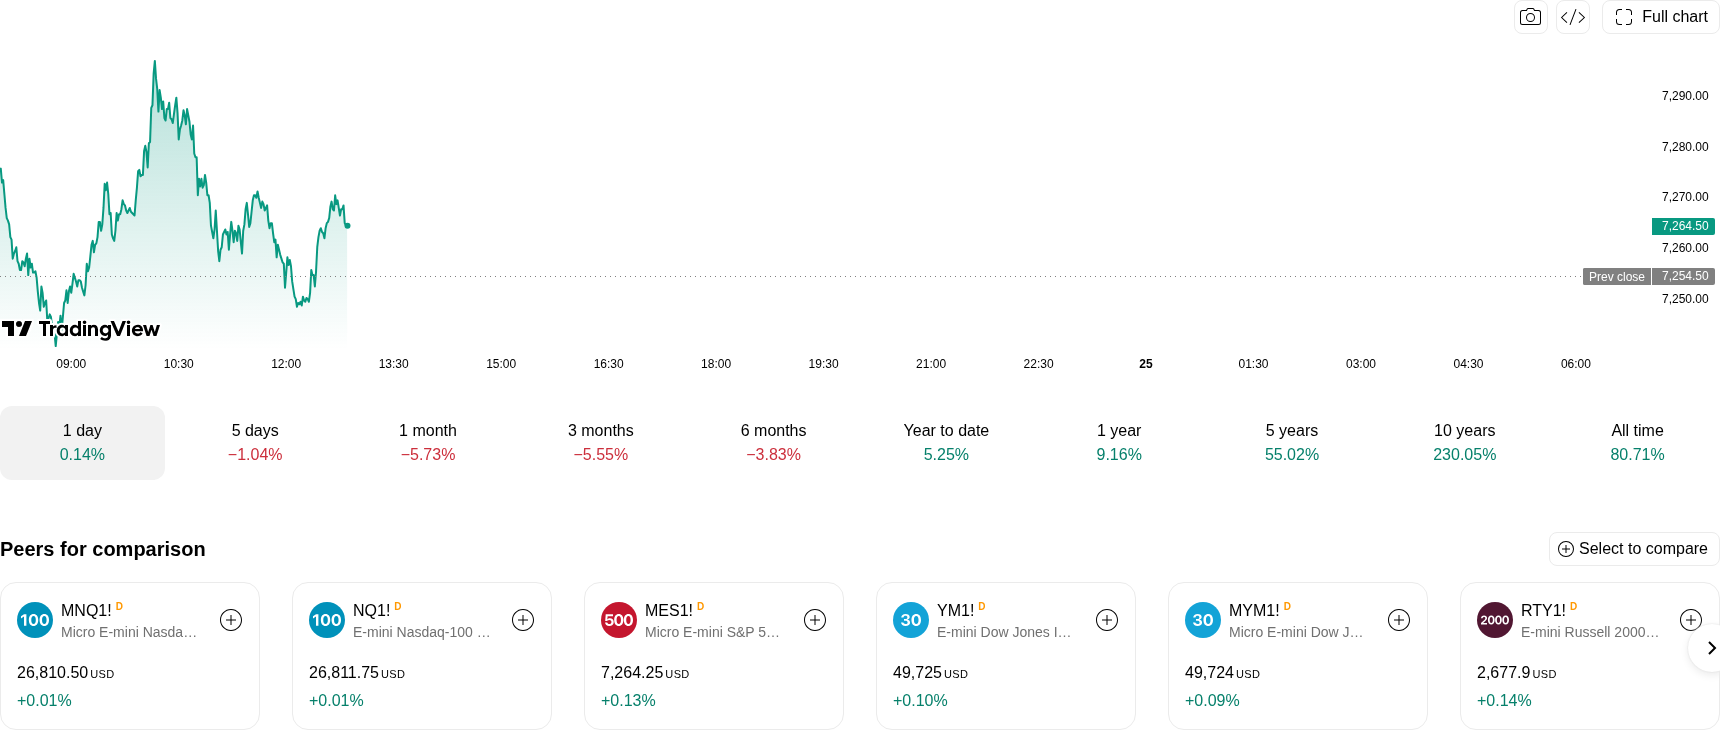 </> Full chart
7,290.00
7,280.00
7,270.00
7,264.50
7,260.00
Prev close 7,254.50
7,250.00
TradingView
09:00 10:30 12:00 13:30 15:00 16:30 18:00 19:30 21:00 22:30 25 01:30 03:00 04:30 06:00
1 day 5 days 1 month 3 months 6 months Year to date 1 year 5 years 10 years All time
0.14% −1.04% −5.73% −5.55% −3.83% 5.25% 9.16% 55.02% 230.05% 80.71%
Peers for comparison
Select to compare
100 MNQ1! D
Micro E-mini Nasda…
26,810.50 USD
+0.01%
100 NQ1! D
E-mini Nasdaq-100 …
26,811.75 USD
+0.01%
500 MES1! D
Micro E-mini S&P 5…
7,264.25 USD
+0.13%
30 YM1! D
E-mini Dow Jones I…
49,725 USD
+0.10%
30 MYM1! D
Micro E-mini Dow J…
49,724 USD
+0.09%
2000 RTY1! D
E-mini Russell 2000…
2,677.9 USD
+0.14%